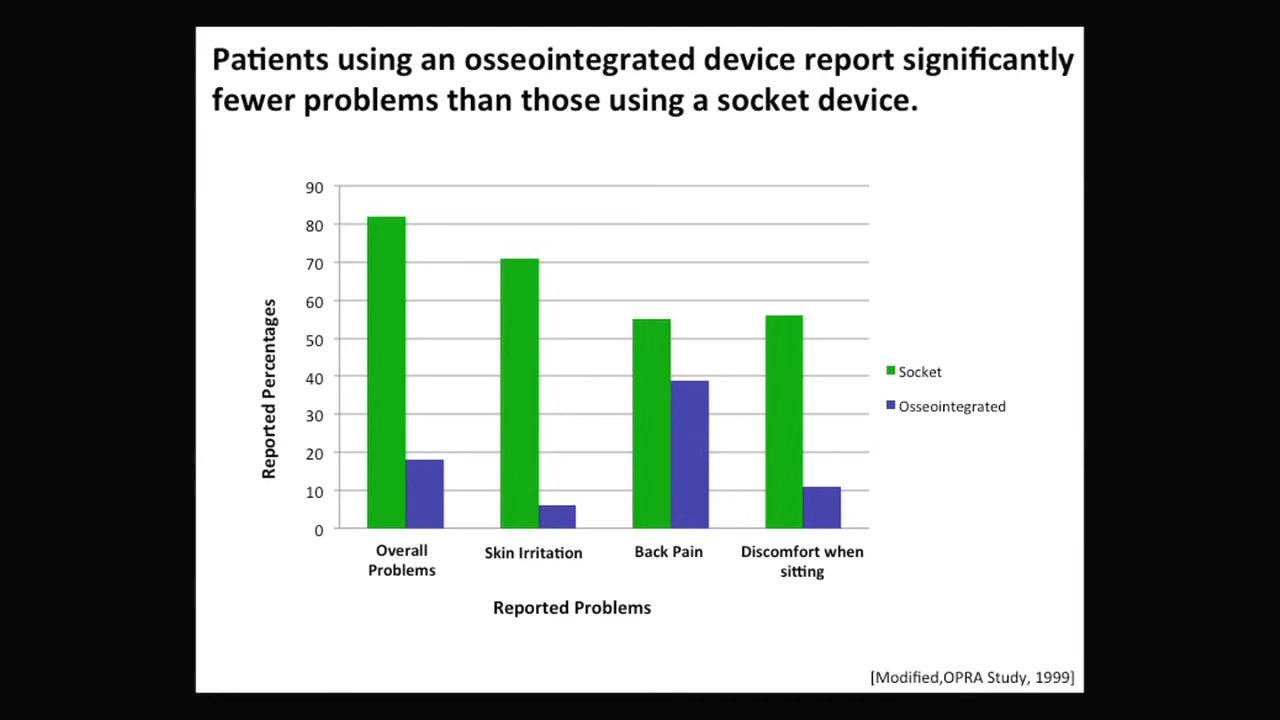 Patients using an osseointegrated device report significantly
fewer problems than those using a socket device.
90
80
70
60
50
40
30
20
10
0
Reported Percentages
Overall
Problems
Skin Irritation
Back Pain
Discomfort when
sitting
Reported Problems
Socket
Osseointegrated
[Modified,OPRA Study, 1999]